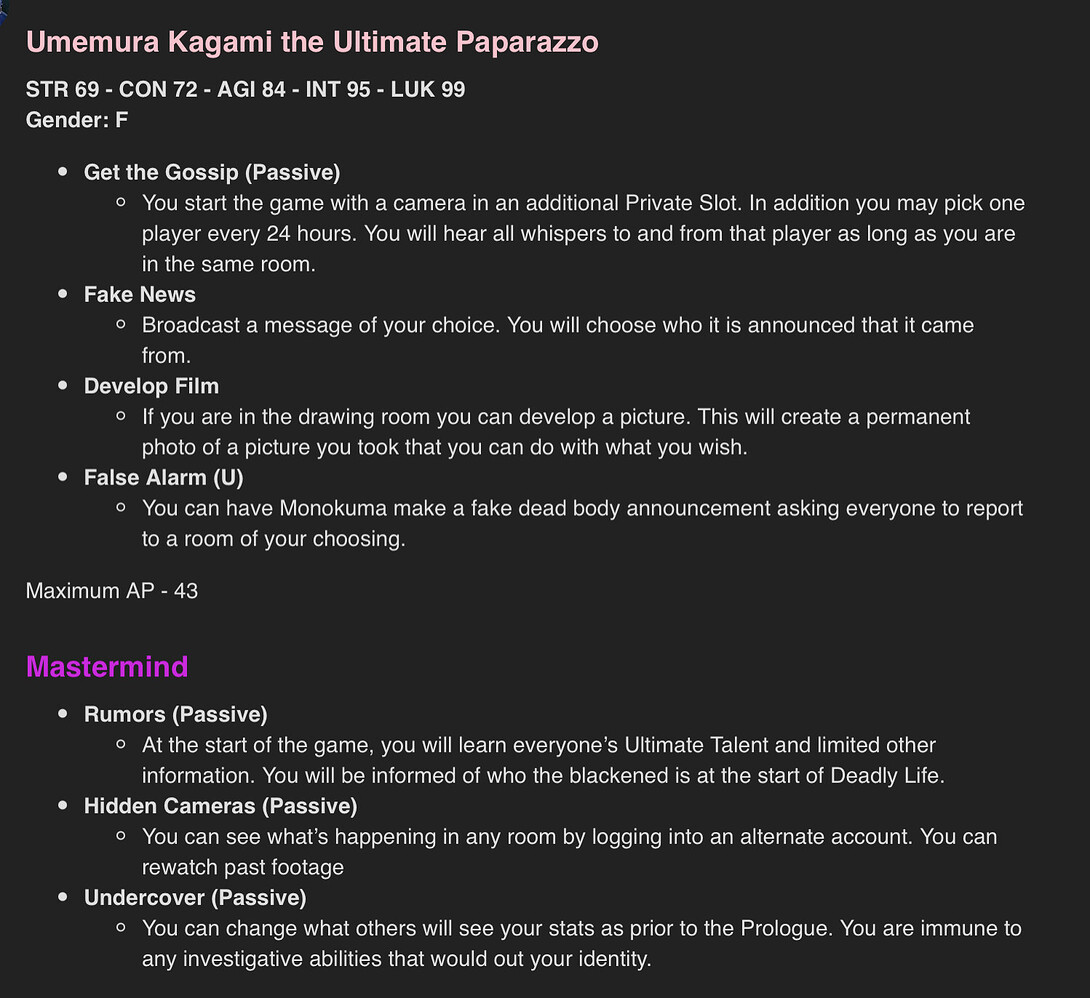 Umemura Kagami the Ultimate Paparazzo
STR 69 - CON 72 - AGI 84 - INT 95 - LUK 99
Gender: F
• Get the Gossip (Passive)
○ You start the game with a camera in an additional Private Slot. In addition you may pick one
player every 24 hours. You will hear all whispers to and from that player as long as you are
in the same room.
• Fake News
○ Broadcast a message of your choice. You will choose who it is announced that it came
from.
• Develop Film
○ If you are in the drawing room you can develop a picture. This will create a permanent
photo of a picture you took that you can do with what you wish.
• False Alarm (U)
○ You can have Monokuma make a fake dead body announcement asking everyone to report
to a room of your choosing.
Maximum AP - 43
Mastermind
• Rumors (Passive)
○ At the start of the game, you will learn everyone’s Ultimate Talent and limited other
information. You will be informed of who the blackened is at the start of Deadly Life.
• Hidden Cameras (Passive)
○ You can see what’s happening in any room by logging into an alternate account. You can
rewatch past footage
• Undercover (Passive)
○ You can change what others will see your stats as prior to the Prologue. You are immune to
any investigative abilities that would out your identity.